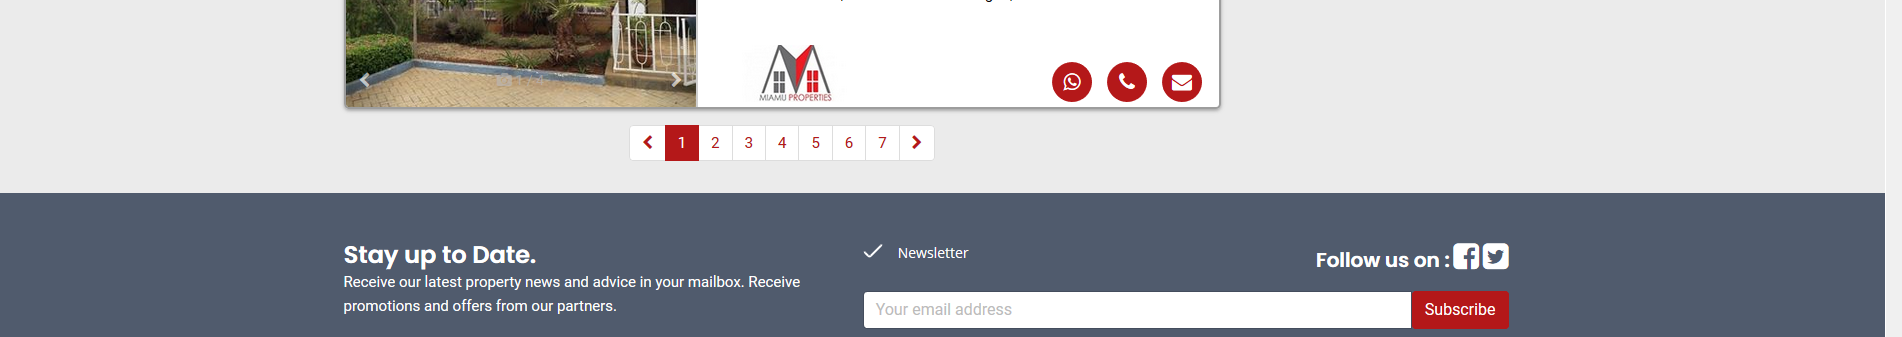 MIAMU PROPERTIES
1 2 3 4 5 6 7
Stay up to Date.
Receive our latest property news and advice in your mailbox. Receive
promotions and offers from our partners.
Newsletter
Your email address
Subscribe
Follow us on :